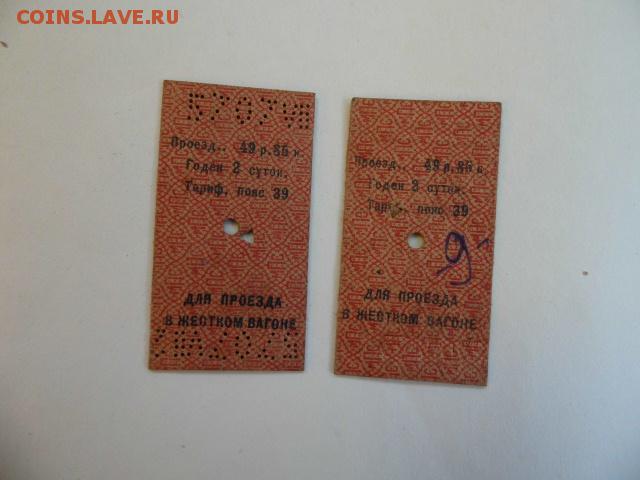 COINS.LAVE.RU
Проезд.. 49 р. 85 к.
Годен 2 суток.
Тариф. пояс 39
ДЛЯ ПРОЕЗДА
В ЖЕСТКОМ ВАГОНЕ
Проезд.. 49 р. 85 к.
Годен 2 суток.
Тариф. пояс 39
9
ДЛЯ ПРОЕЗДА
В ЖЕСТКОМ ВАГОНЕ